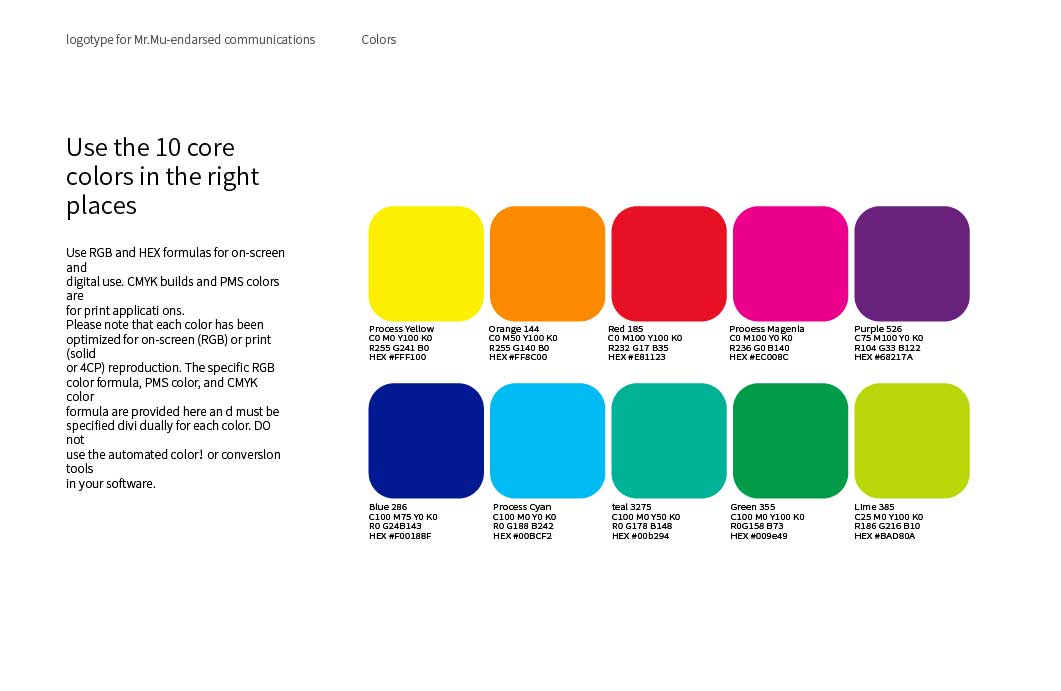 logotype for Mr.Mu-endarsed communications
Colors
Use the 10 core
colors in the right
places
Use RGB and HEX formulas for on-screen
and
digital use. CMYK builds and PMS colors
are
for print applicati ons.
Please note that each color has been
optimized for on-screen (RGB) or print
(solid
or 4CP) reproduction. The specific RGB
color formula, PMS color, and CMYK
color
formula are provided here an d must be
specified divi dually for each color. DO
not
use the automated color! or converslon
tools
in your software.
Process Yellow
C0 M0 Y100 K0
R255 G241 B0
HEX #FFF100
Orange 144
C0 M50 Y100 K0
R255 G140 B0
HEX #FF8C00
Red 185
C0 M100 Y100 K0
R232 G17 B35
HEX #E81123
Prooess Magenla
C0 M100 Y0 K0
R236 G0 B140
HEX #EC008C
Purple 526
C75 M100 Y0 K0
R104 G33 B122
HEX #68217A
Blue 286
C100 M75 Y0 K0
R0 G24B143
HEX #F00188F
Process Cyan
C100 M0 Y0 K0
R0 G188 B242
HEX #00BCF2
teal 3275
C100 M0 Y50 K0
R0 G178 B148
HEX #00b294
Green 355
C100 M0 Y100 K0
R0G158 B73
HEX #009e49
LIme 385
C25 M0 Y100 K0
R186 G216 B10
HEX #BAD80A